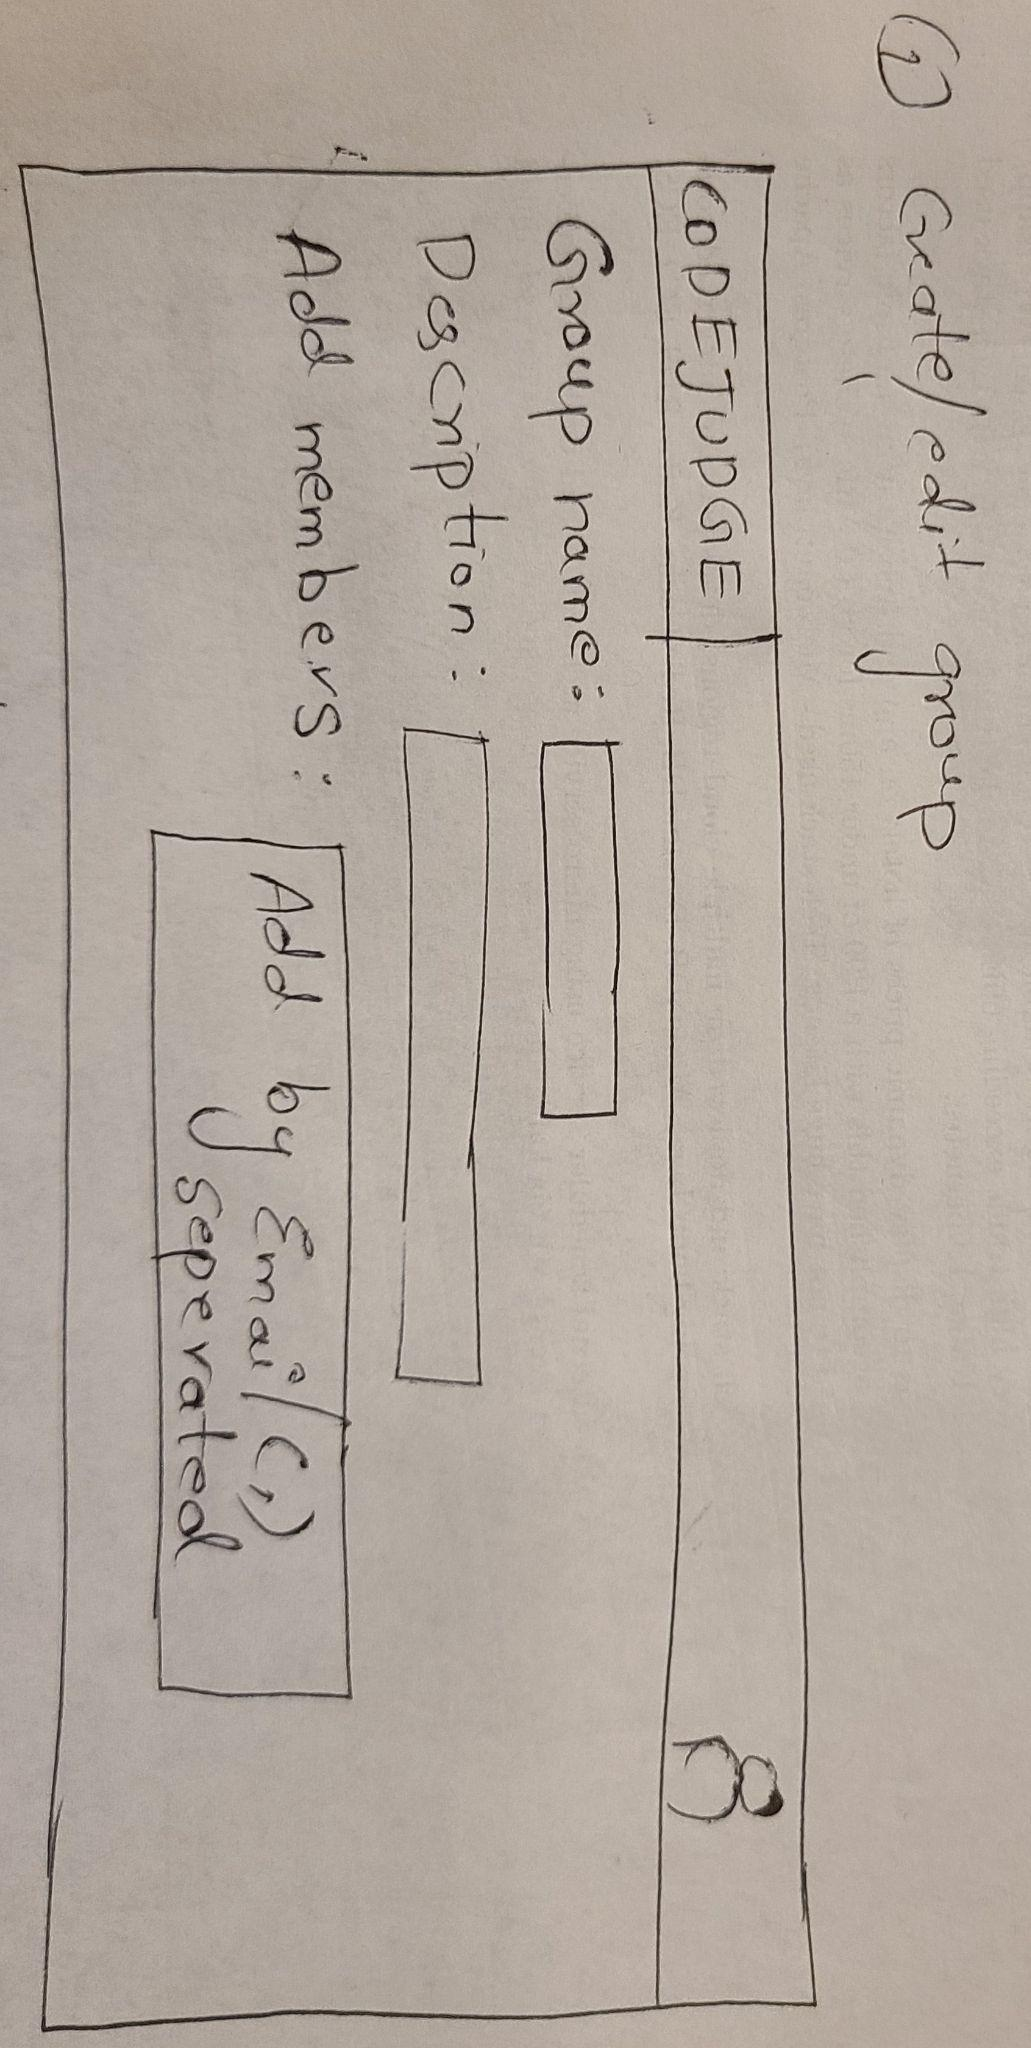 ① Create/edit group
CODEJUDGE
Group name:
Description:
Add members:
Add by Email (,)
seperated